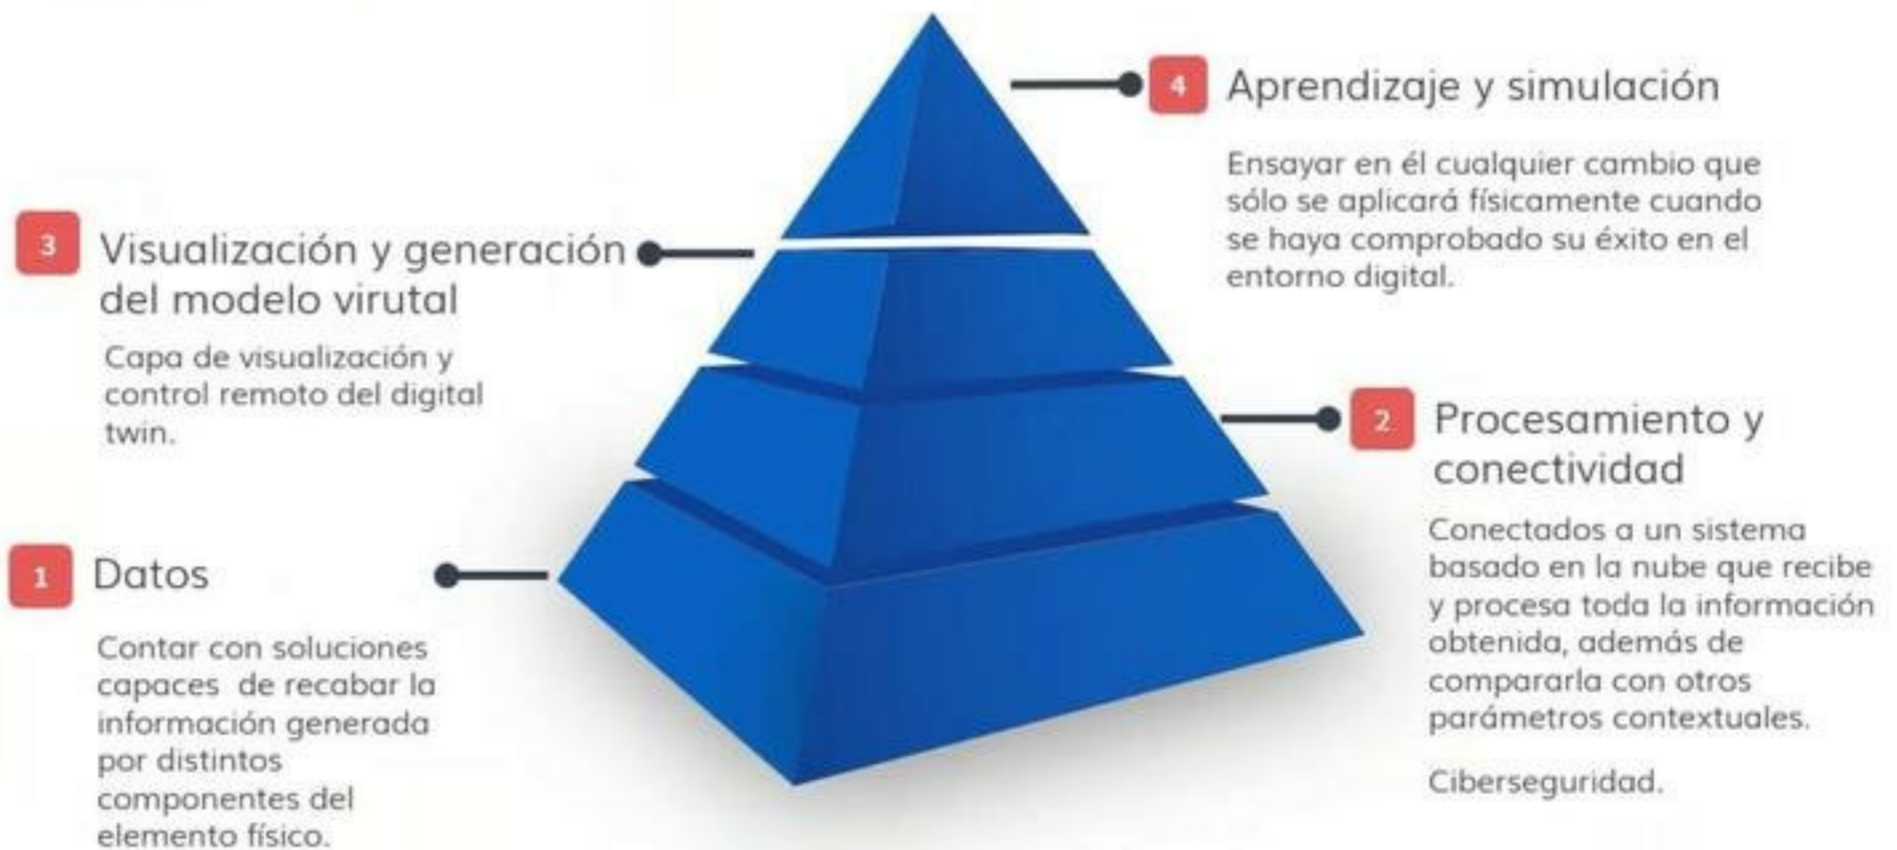 4
Aprendizaje y simulación
Ensayar en él cualquier cambio que
sólo se aplicará físicamente cuando
se haya comprobado su éxito en el
entorno digital.
3
Visualización y generación
del modelo virutal
Capa de visualización y
control remoto del digital
twin.
2
Procesamiento y
conectividad
Conectados a un sistema
basado en la nube que recibe
y procesa toda la información
obtenida, además de
compararla con otros
parámetros contextuales.
Ciberseguridad.
1
Datos
Contar con soluciones
capaces de recabar la
información generada
por distintos
componentes del
elemento físico.